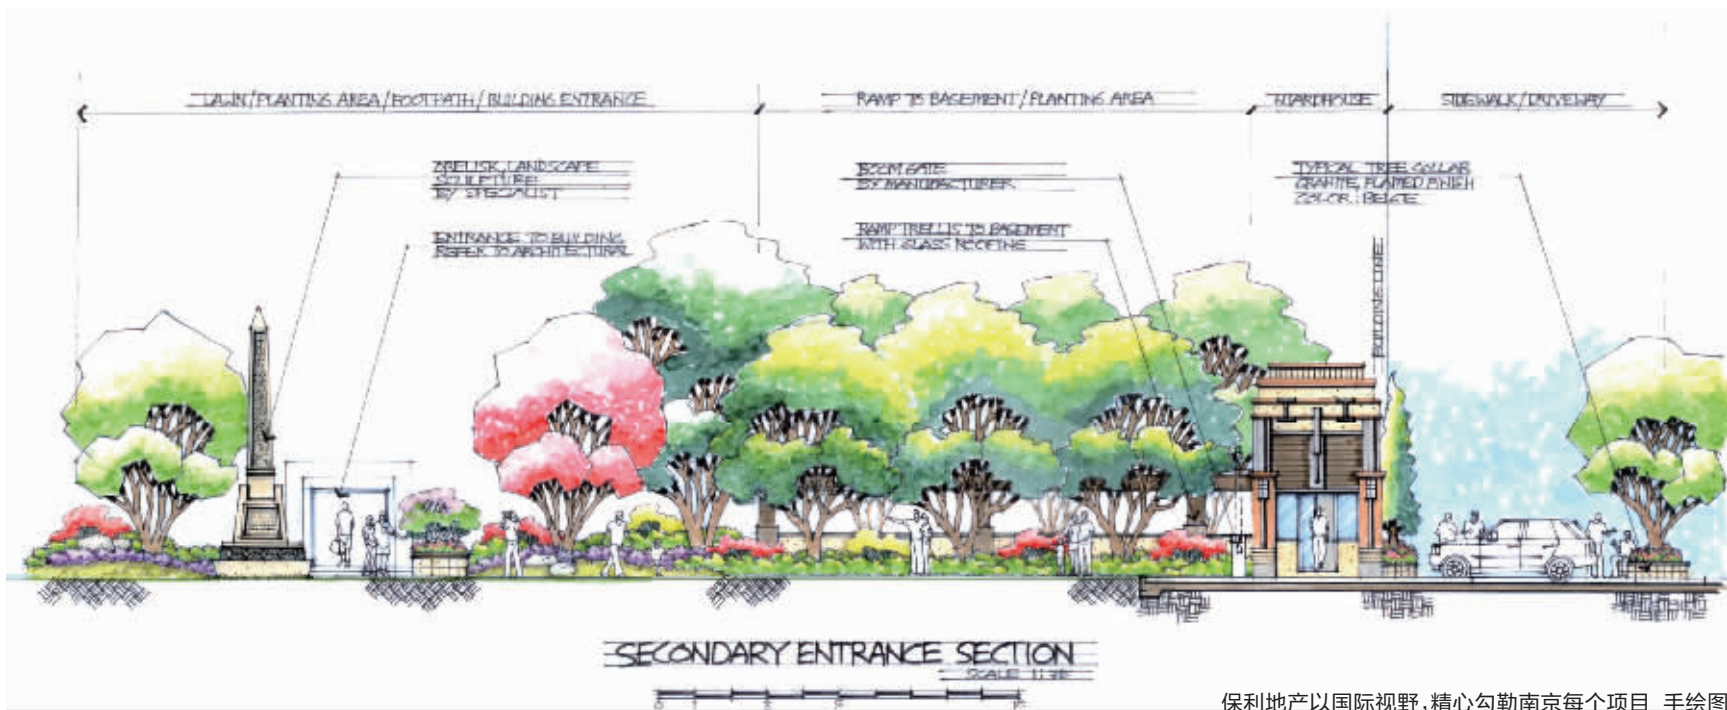 LAWN/PLANTING AREA/FOOTPATH/BUILDING ENTRANCE
RAMP TO BASEMENT/PLANTING AREA
GUARDHOUSE
SIDEWALK/DRIVEWAY
OBELISK, LANDSCAPE
SCULPTURE
BY SPECIALIST
ENTRANCE TO BUILDING
REFER TO ARCHITECTURAL
BOOM GATE
BY MANUFACTURER
RAMP TRELLIS TO BASEMENT
WITH GLASS ROOFING
TYPICAL TREE COLLAR
GRANITE, FLAMED FINISH
COLOR: BEIGE
BUILDING LINE
SECONDARY ENTRANCE SECTION
SCALE
保利地产以国际视野,精心勾勒南京每个项目 手绘图